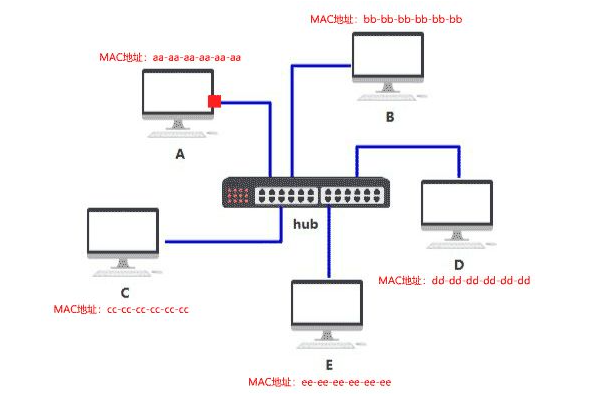 MAC地址：bb-bb-bb-bb-bb-bb
MAC地址：aa-aa-aa-aa-aa-aa
B
A
hub
D
MAC地址：dd-dd-dd-dd-dd-dd
C
MAC地址：cc-cc-cc-cc-cc-cc
E
MAC地址：ee-ee-ee-ee-ee-ee